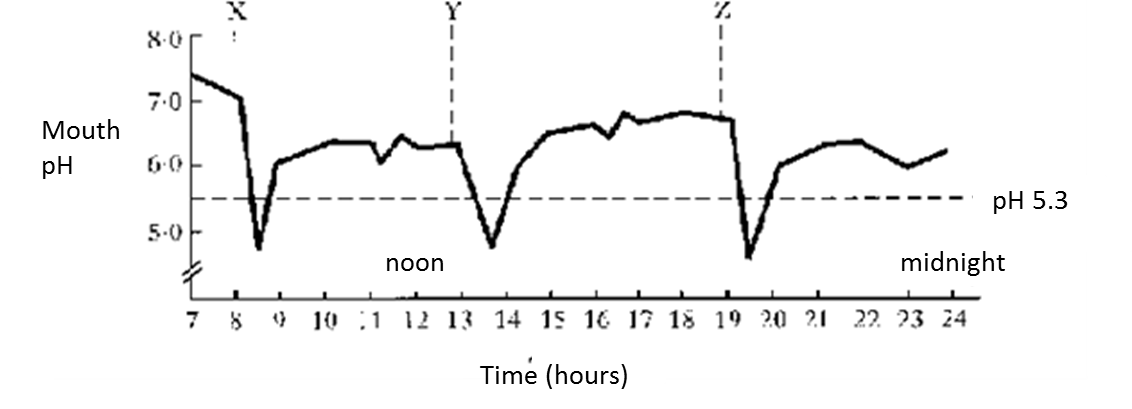 X Y Z
8·0
7·0
Mouth
pH
6·0
pH 5.3
5·0
noon midnight
7 8 9 10 11 12 13 14 15 16 17 18 19 20 21 22 23 24
Time (hours)